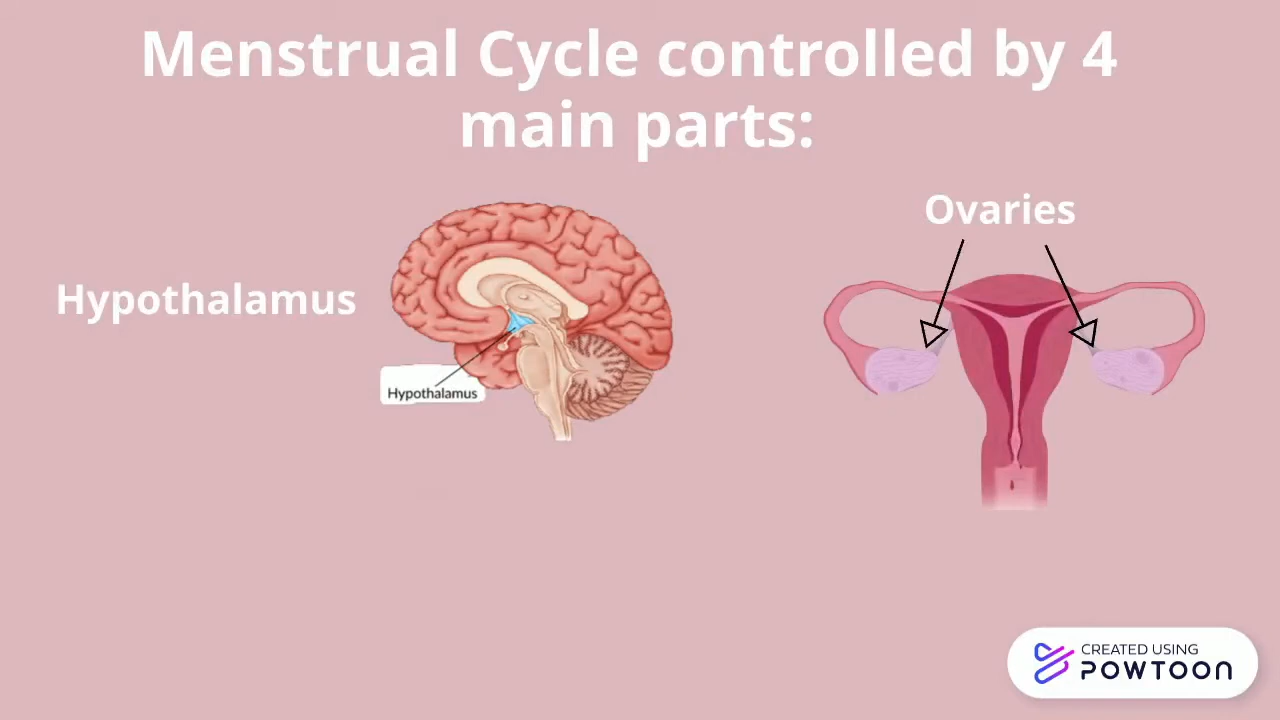 Menstrual Cycle controlled by 4
main parts:
Ovaries
Hypothalamus
Hypothalamus
CREATED USING
POWTOON